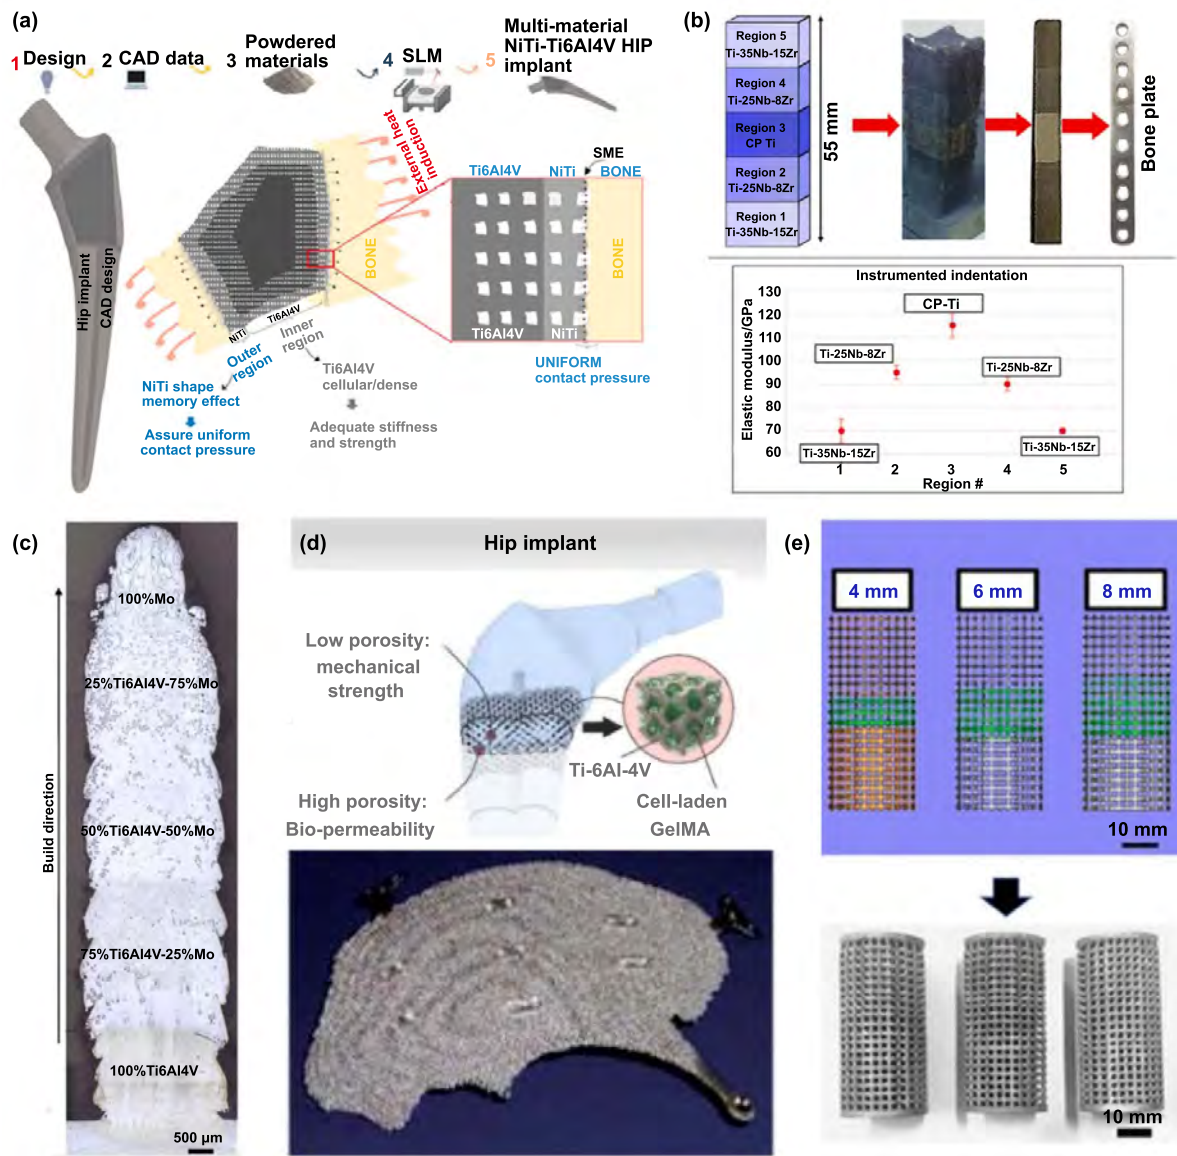 (a)
1 Design
2 CAD data
3 Powdered
materials
4 SLM
5
Multi-material
NiTi-Ti6Al4V HIP
implant
Hip implant
CAD design
External heat
induction
BONE
NiTi
Ti6Al4V
Outer
region
Inner
region
NiTi shape
memory effect
Assure uniform
contact pressure
Ti6Al4V
cellular/dense
Adequate stiffness
and strength
SME
Ti6Al4V NiTi BONE
BONE
Ti6Al4V NiTi
UNIFORM
contact pressure
(b)
Region 5
Ti-35Nb-15Zr
Region 4
Ti-25Nb-8Zr
Region 3
CP Ti
Region 2
Ti-25Nb-8Zr
Region 1
Ti-35Nb-15Zr
55 mm
Bone plate
Instrumented indentation
Elastic modulus/GPa
130
120
110
100
90
80
70
60
CP-Ti
Ti-25Nb-8Zr
Ti-25Nb-8Zr
Ti-35Nb-15Zr
Ti-35Nb-15Zr
1 2 3 4 5
Region #
(c)
Build direction
100%Mo
25%Ti6Al4V-75%Mo
50%Ti6Al4V-50%Mo
75%Ti6Al4V-25%Mo
100%Ti6Al4V
500 µm
(d)
Hip implant
Low porosity:
mechanical
strength
Ti-6Al-4V
High porosity:
Bio-permeability
Cell-laden
GelMA
(e)
4 mm
6 mm
8 mm
10 mm
10 mm